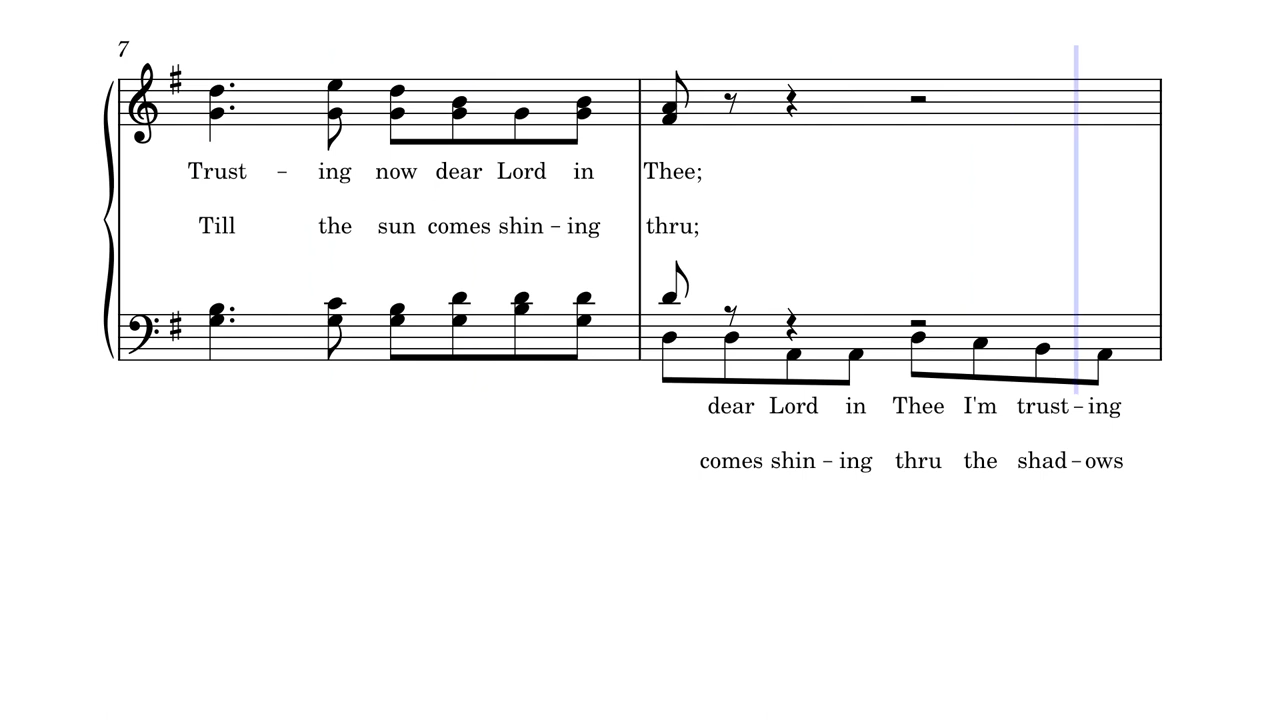 7
Trust – ing now dear Lord in Thee;
Till the sun comes shin – ing thru;
dear Lord in Thee I'm trust – ing
comes shin – ing thru the shad – ows